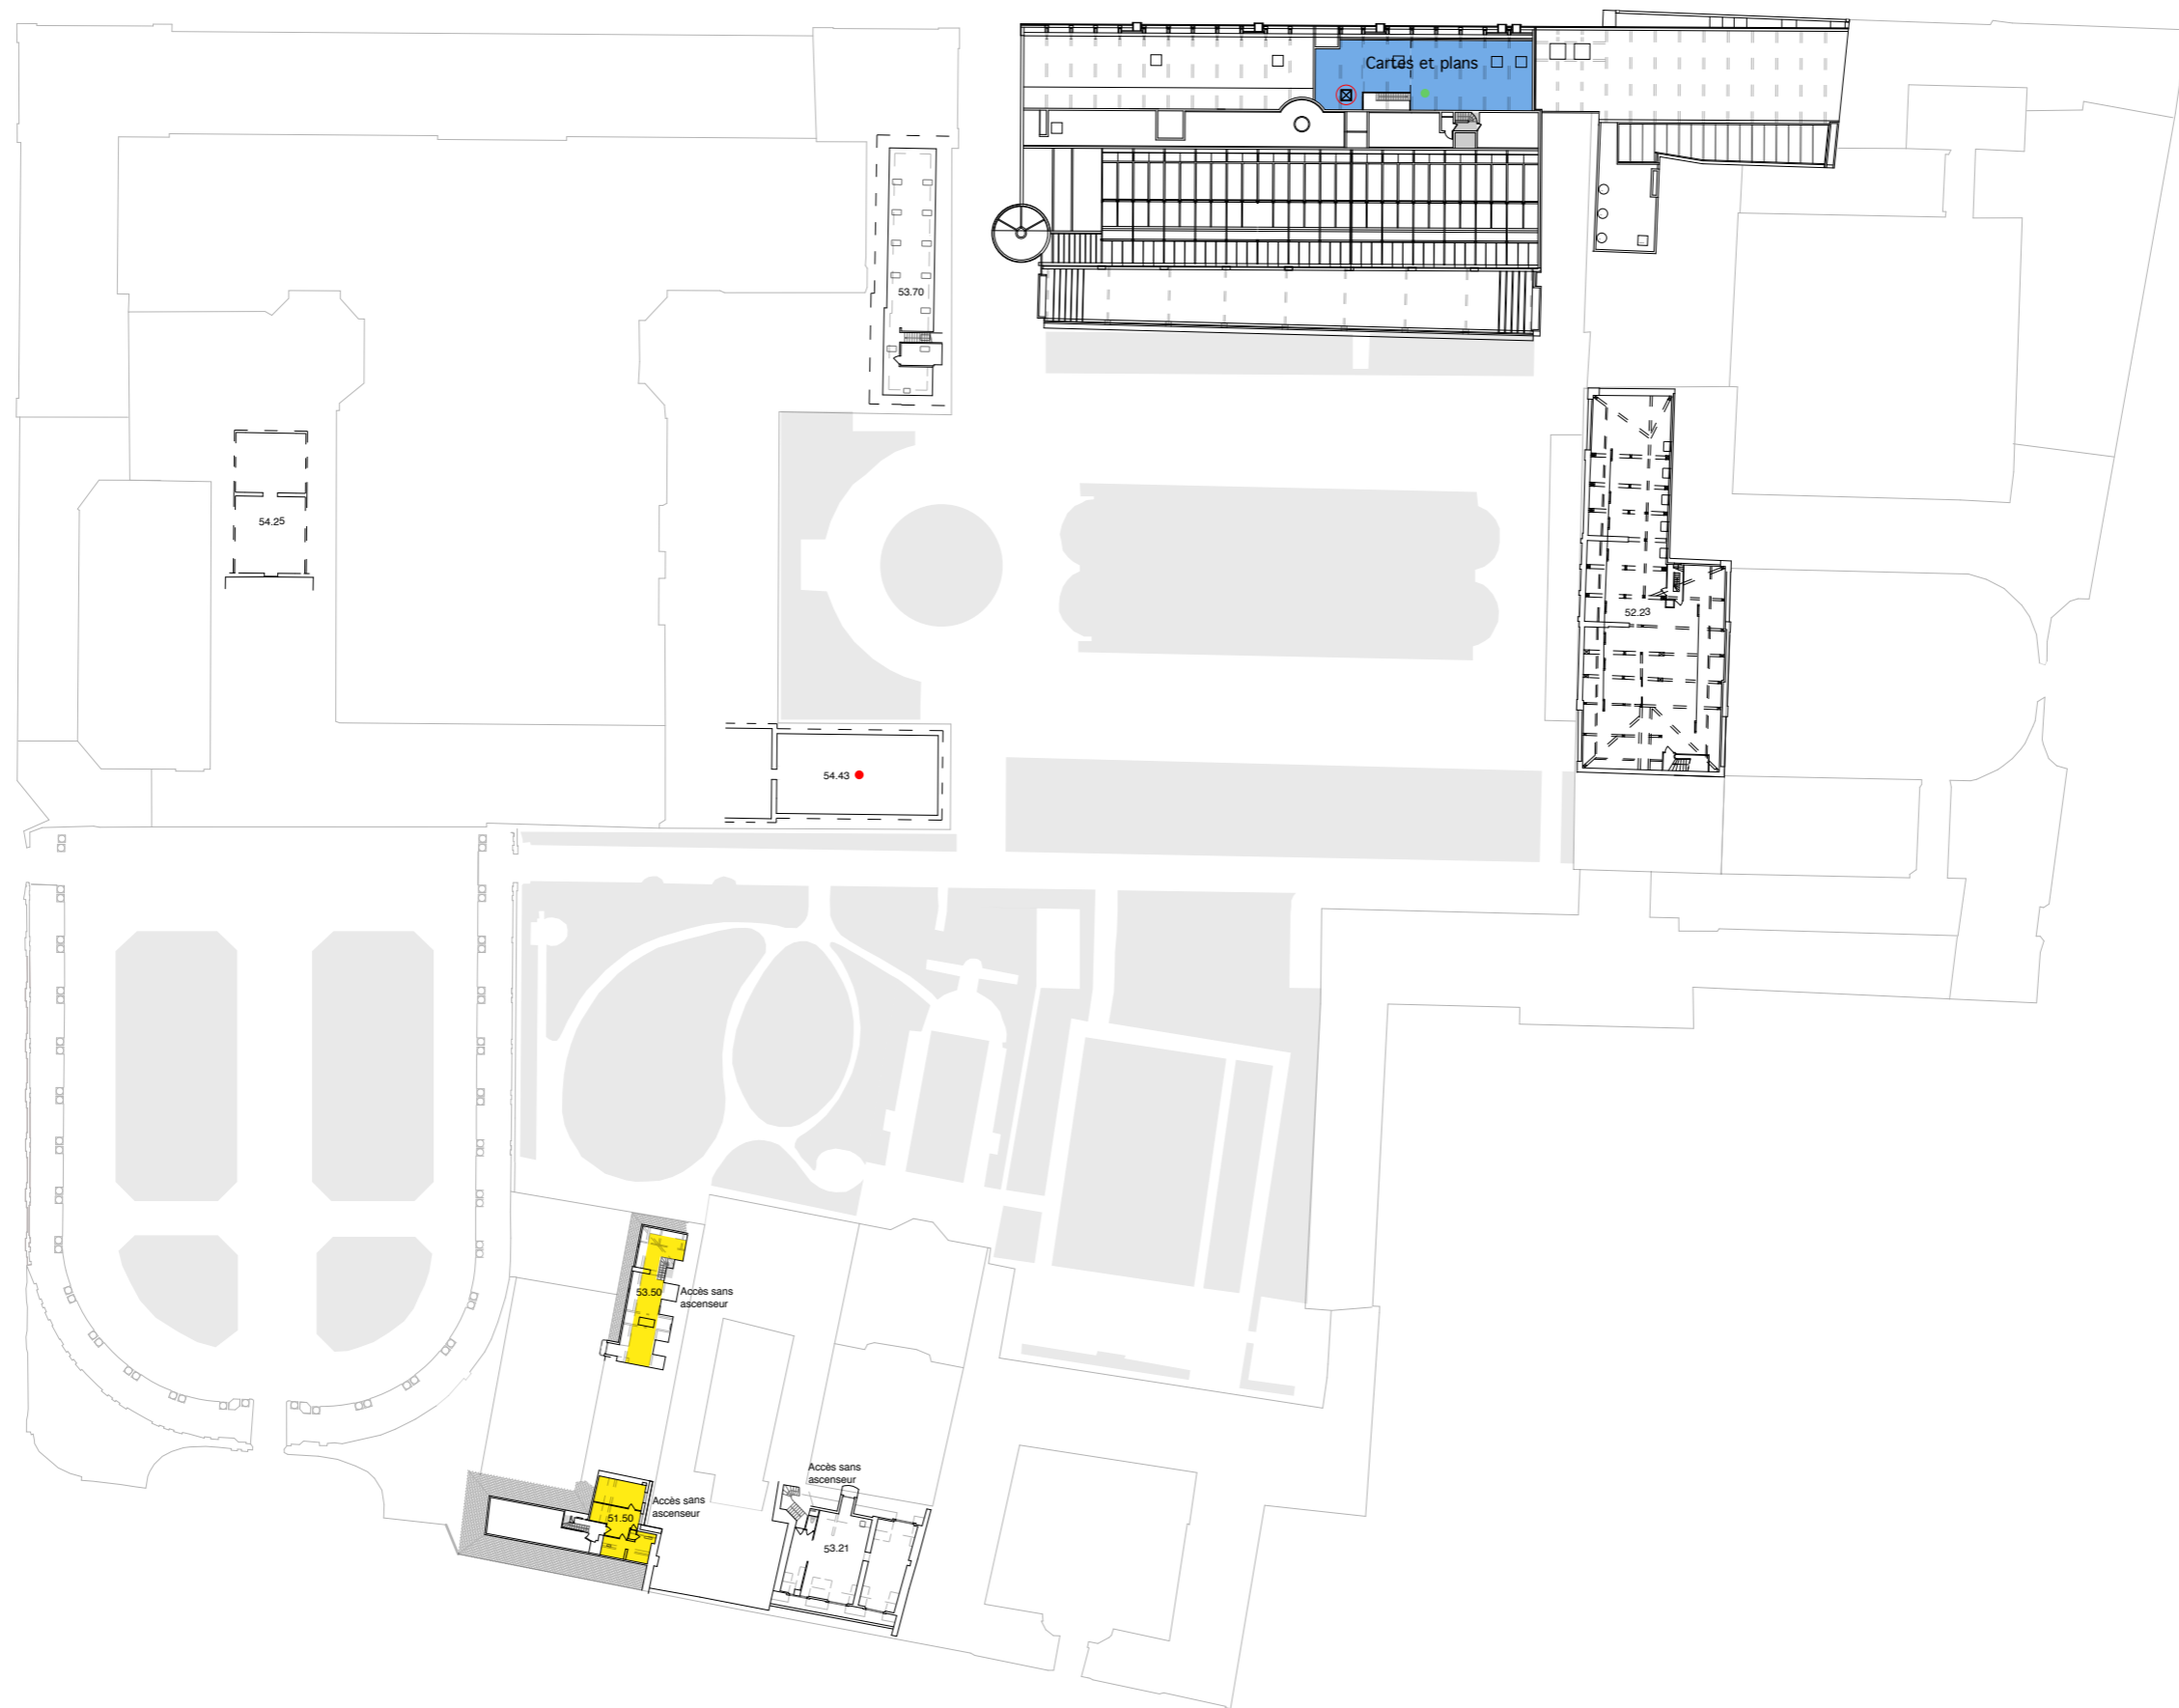 Cartes et plans
53.70
54.25
52.23
54.43
53.50
Accès sans
ascenseur
Accès sans
ascenseur
51.50
Accès sans
ascenseur
53.21